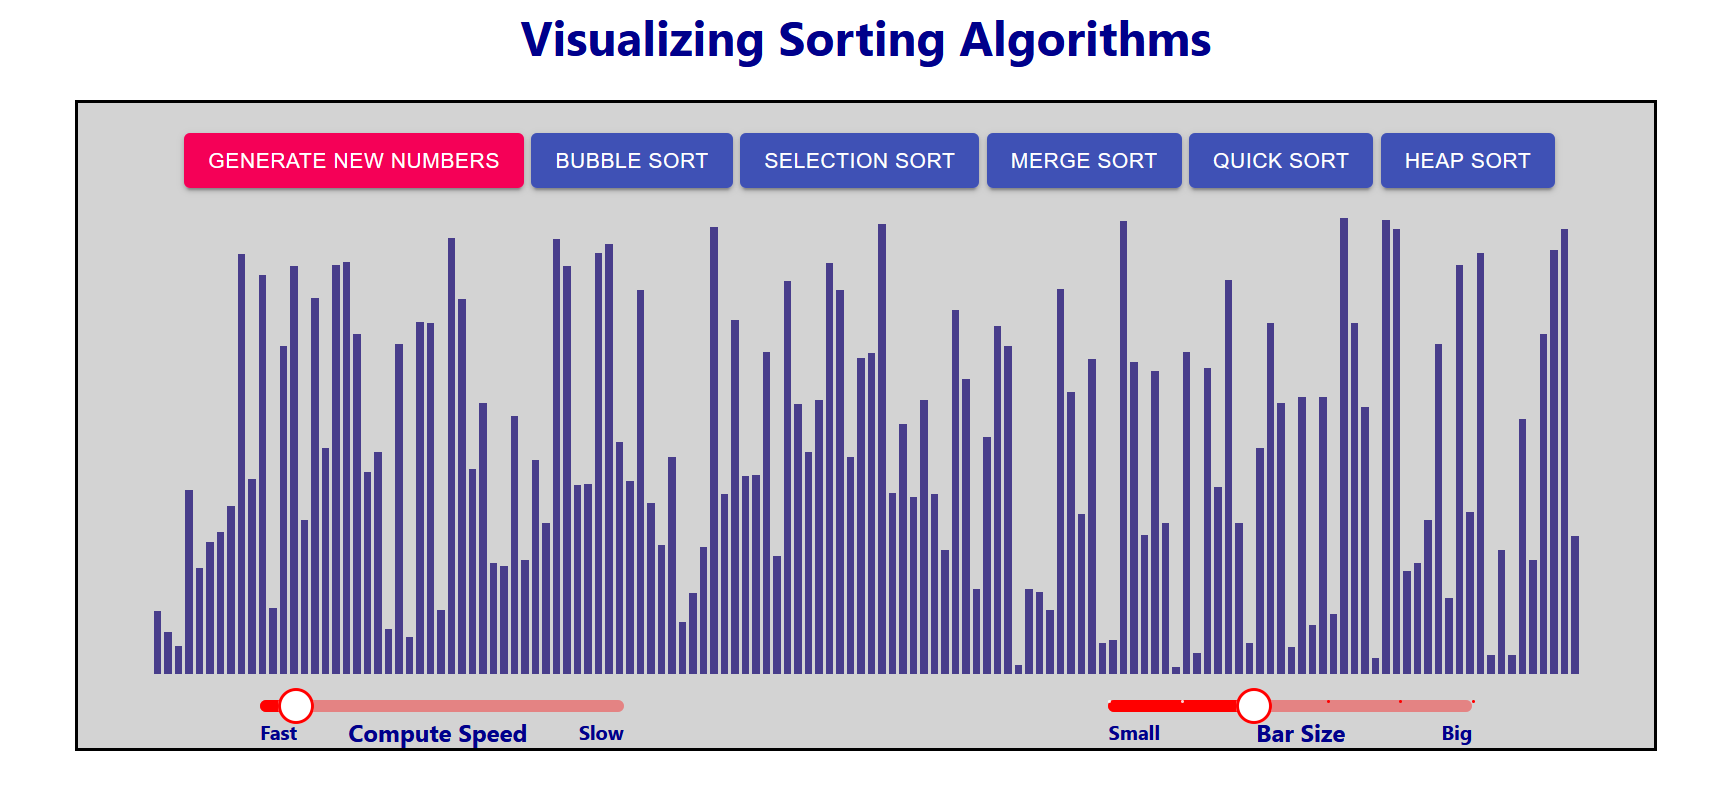 Visualizing Sorting Algorithms
GENERATE NEW NUMBERS BUBBLE SORT SELECTION SORT MERGE SORT QUICK SORT HEAP SORT
Fast Compute Speed Slow Small Bar Size Big